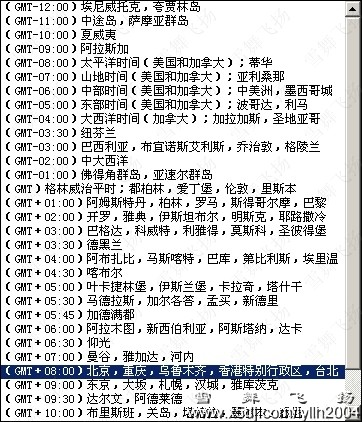 (GMT-12:00) 埃尼威托克，夸贾林岛
(GMT-11:00) 中途岛，萨摩亚群岛
(GMT-10:00) 夏威夷
(GMT-09:00) 阿拉斯加
(GMT-08:00) 太平洋时间（美国和加拿大）；蒂华
(GMT-07:00) 山地时间（美国和加拿大）；亚利桑那
(GMT-06:00) 中部时间（美国和加拿大）；中美洲，墨西哥城
(GMT-05:00) 东部时间（美国和加拿大）；波哥达，利马
(GMT-04:00) 大西洋时间（加拿大）；加拉加斯，圣地亚哥
(GMT-03:30) 纽芬兰
(GMT-03:00) 巴西利亚，布宜诺斯艾利斯，乔治敦，格陵兰
(GMT-02:00) 中大西洋
(GMT-01:00) 佛得角群岛，亚速尔群岛
(GMT) 格林威治平时；都柏林，爱丁堡，伦敦，里斯本
(GMT＋01:00) 阿姆斯特丹，柏林，罗马，斯得哥尔摩，巴黎
(GMT＋02:00) 开罗，雅典，伊斯坦布尔，明斯克，耶路撒冷
(GMT＋03:00) 巴格达，科威特，利雅得，莫斯科，圣彼得堡
(GMT＋03:30) 德黑兰
(GMT＋04:00) 阿布扎比，马斯喀特，巴库，第比利斯，埃里温
(GMT＋04:30) 喀布尔
(GMT＋05:00) 叶卡捷林堡，伊斯兰堡，卡拉奇，塔什干
(GMT＋05:30) 马德拉斯，加尔各答，孟买，新德里
(GMT＋05:45) 加德满都
(GMT＋06:00) 阿拉木图，新西伯利亚，阿斯塔纳，达卡
(GMT＋06:30) 仰光
(GMT＋07:00) 曼谷，雅加达，河内
(GMT＋08:00) 北京，重庆，乌鲁木齐，香港特别行政区，台北
(GMT＋09:00) 东京，大坂，札幌，汉城，雅库茨克
(GMT＋09:30) 达尔文，阿德莱德
(GMT＋10:00) 布里斯班，关岛，
雪舞飞扬